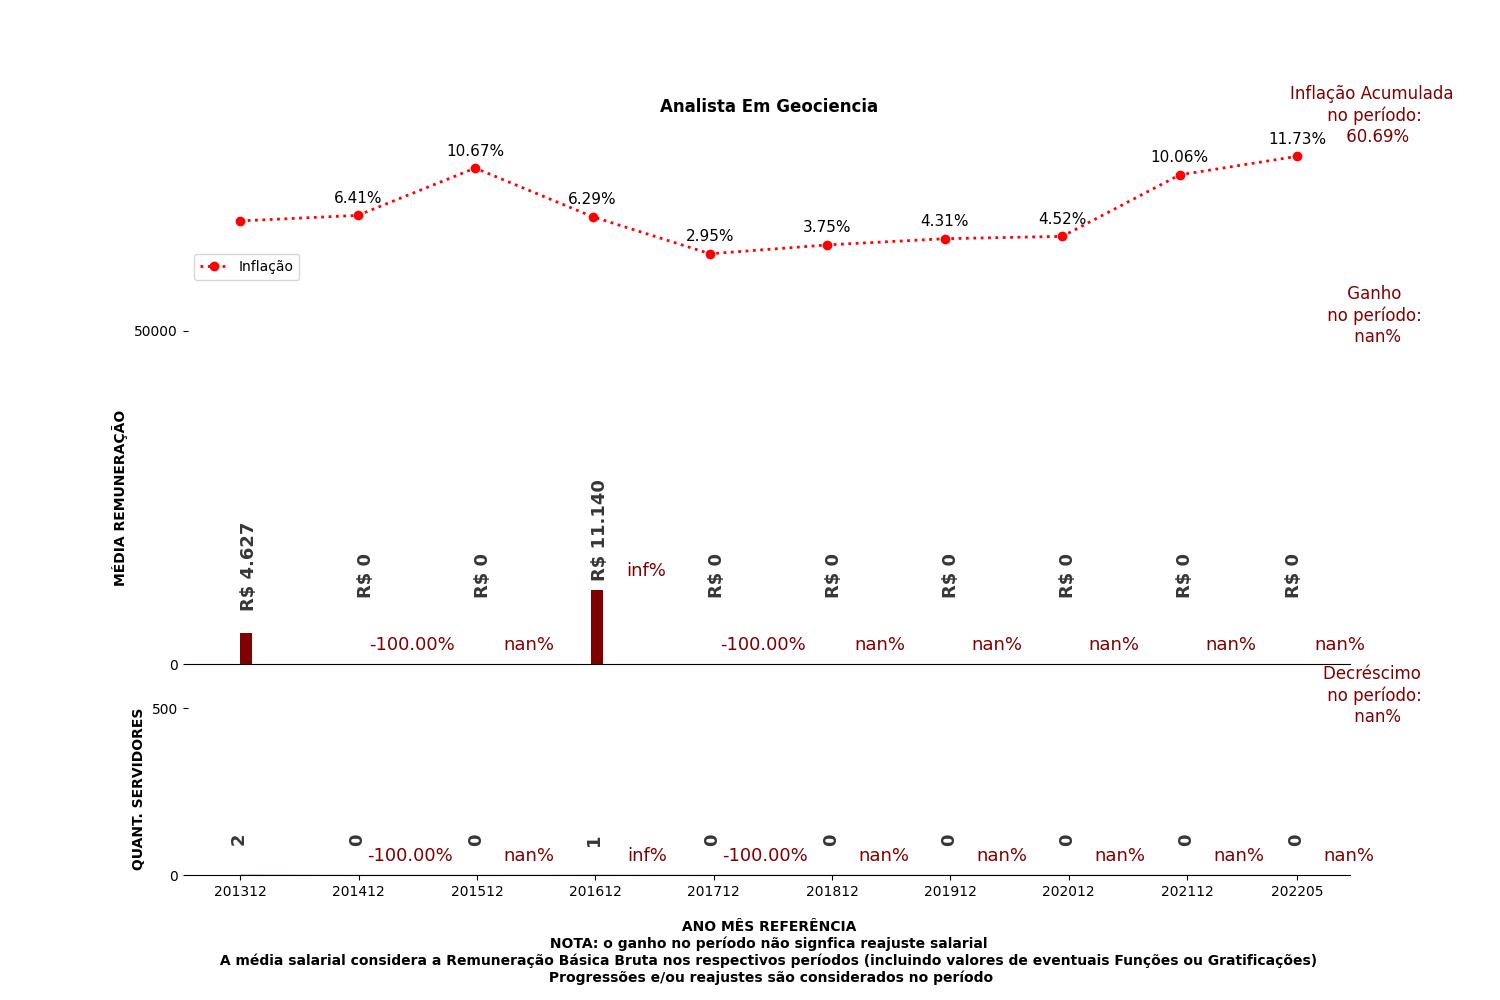 Analista Em Geociencia
Inflação Acumulada
no período:
60.69%
6.41%
10.67%
6.29%
2.95%
3.75%
4.31%
4.52%
10.06%
11.73%
Inflação
Ganho
no período:
nan%
50000
0
MÉDIA REMUNERAÇÃO
R$ 4.627
R$ 0
R$ 0
R$ 11.140
R$ 0
R$ 0
R$ 0
R$ 0
R$ 0
R$ 0
-100.00%
nan%
inf%
-100.00%
nan%
nan%
nan%
nan%
nan%
Decréscimo
no período:
nan%
500
0
QUANT. SERVIDORES
2
0
0
1
0
0
0
0
0
0
-100.00%
nan%
inf%
-100.00%
nan%
nan%
nan%
nan%
nan%
201312
201412
201512
201612
201712
201812
201912
202012
202112
202205
ANO MÊS REFERÊNCIA
NOTA: o ganho no período não signfica reajuste salarial
A média salarial considera a Remuneração Básica Bruta nos respectivos períodos (incluindo valores de eventuais Funções ou Gratificações)
Progressões e/ou reajustes são considerados no período